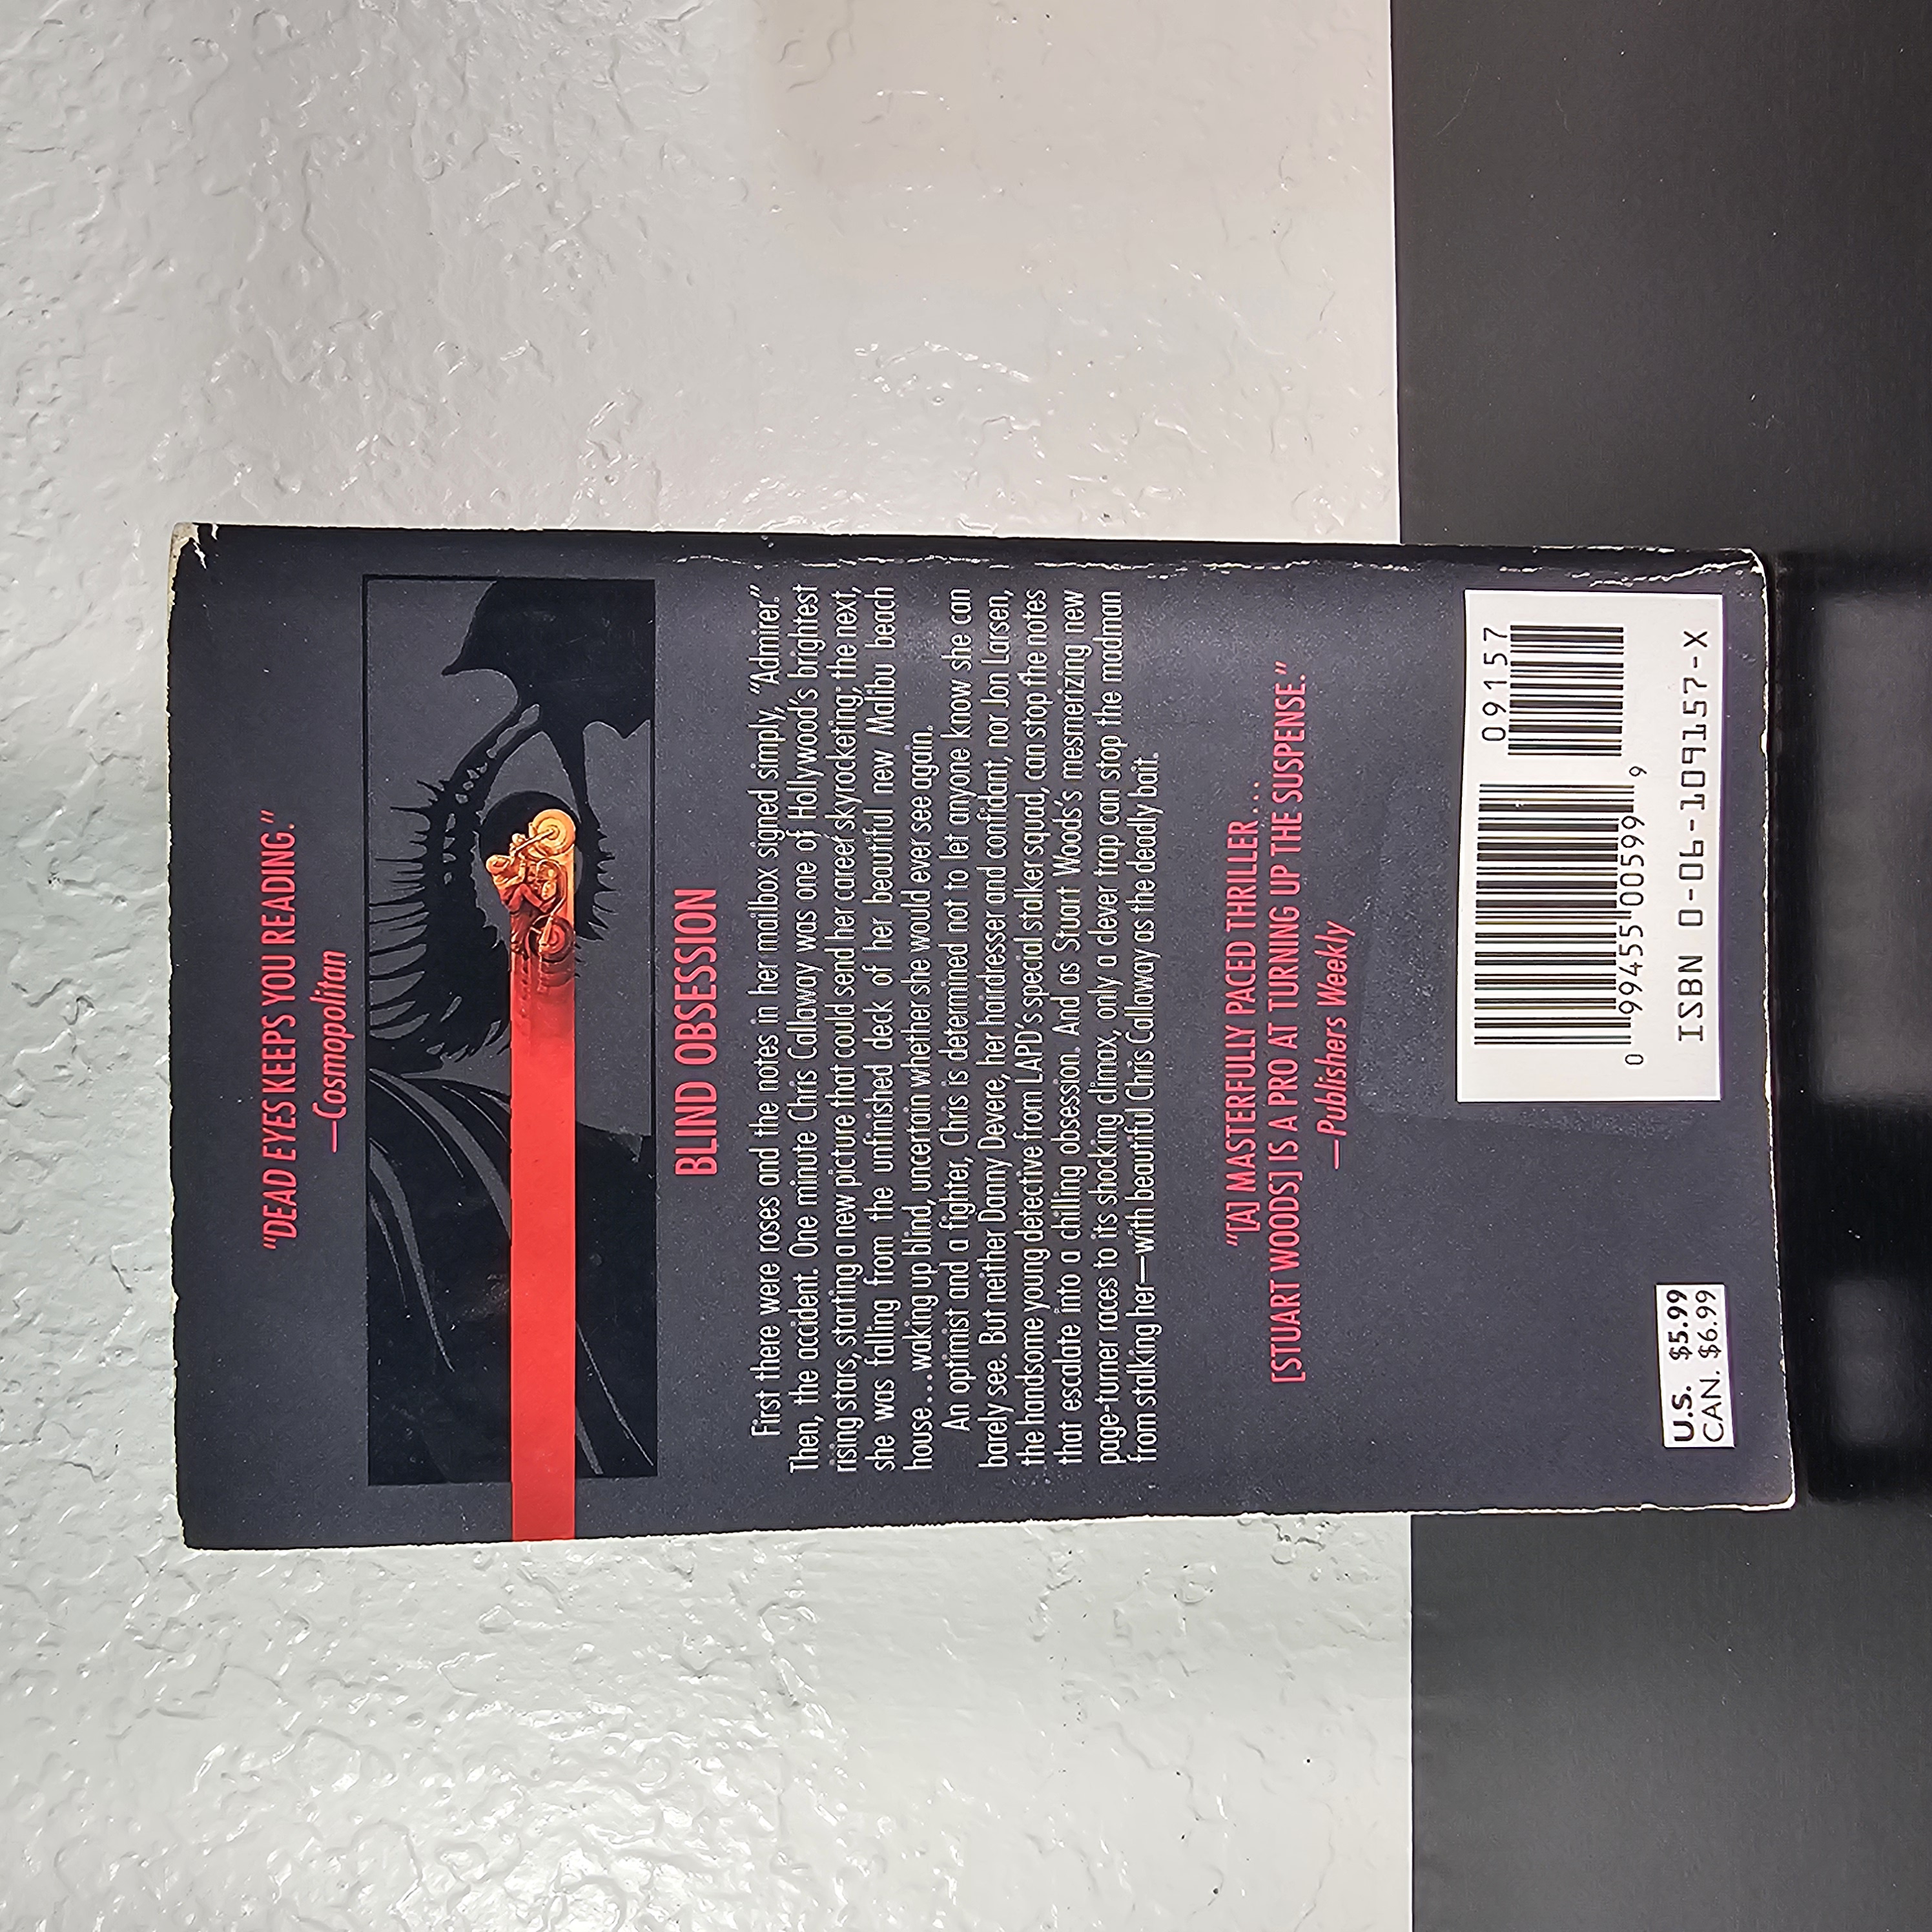 "DEAD EYES KEEPS YOU READING."
—Cosmopolitan
BLIND OBSESSION
First there were roses and the notes in her mailbox signed simply, "Admirer."
Then, the accident. One minute Chris Callaway was one of Hollywood's brightest
rising stars, starting a new picture that could send her career skyrocketing; the next,
she was falling from the unfinished deck of her beautiful new Malibu beach
house...waking up blind, uncertain whether she would ever see again.
An optimist and a fighter, Chris is determined not to let anyone know she can
barely see. But neither Danny Devere, her hairdresser and confidant, nor Jon Larsen,
the handsome young detective from LAPD's special stalker squad, can stop the notes
that escalate into a chilling obsession. And as Stuart Woods's mesmerizing new
page-turner races to its shocking climax, only a clever trap can stop the madman
from stalking her—with beautiful Chris Callaway as the deadly bait.
"[A] MASTERFULLY PACED THRILLER....
[STUART WOODS] IS A PRO AT TURNING UP THE SUSPENSE."
—Publishers Weekly
09157
0 99455 00599 9
ISBN 0-06-109157-X
U.S. $5.99
CAN. $6.99